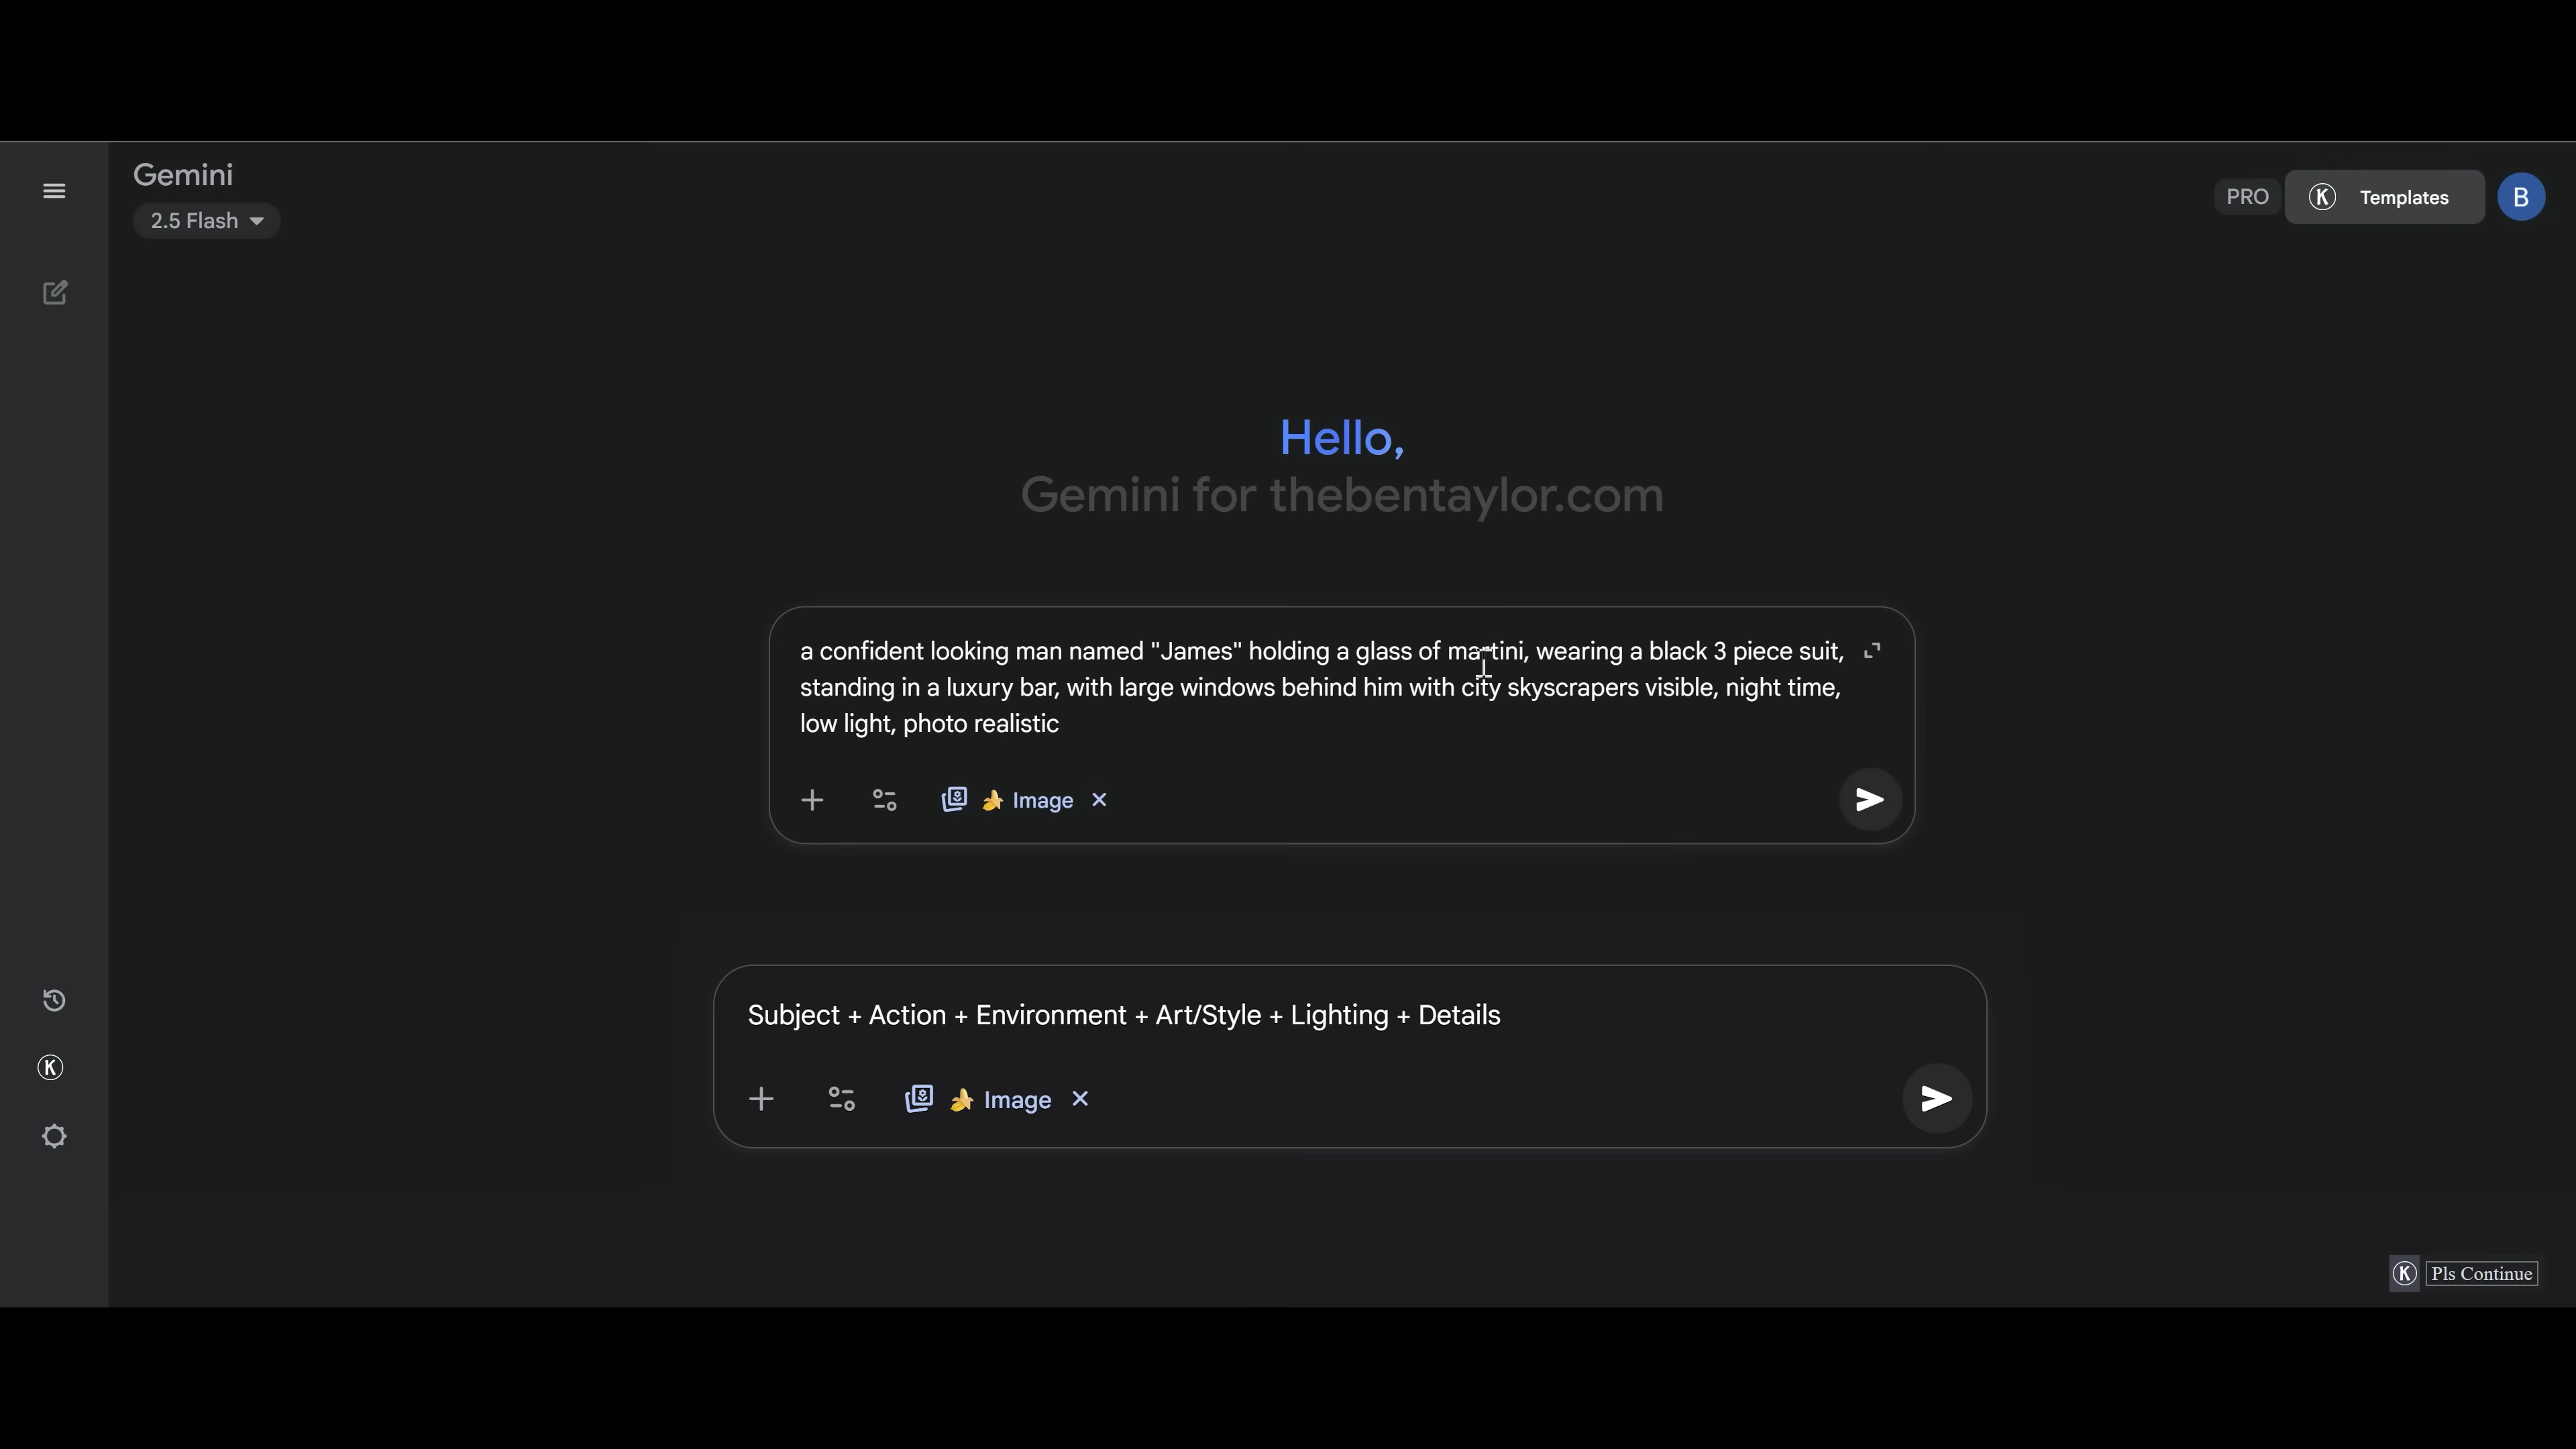 Gemini
2.5 Flash
PRO
K
Templates
B
Hello,
Gemini for thebentaylor.com
a confident looking man named "James" holding a glass of martini, wearing a black 3 piece suit,
standing in a luxury bar, with large windows behind him with city skyscrapers visible, night time,
low light, photo realistic
Image
Subject + Action + Environment + Art/Style + Lighting + Details
Image
K
K Pls Continue